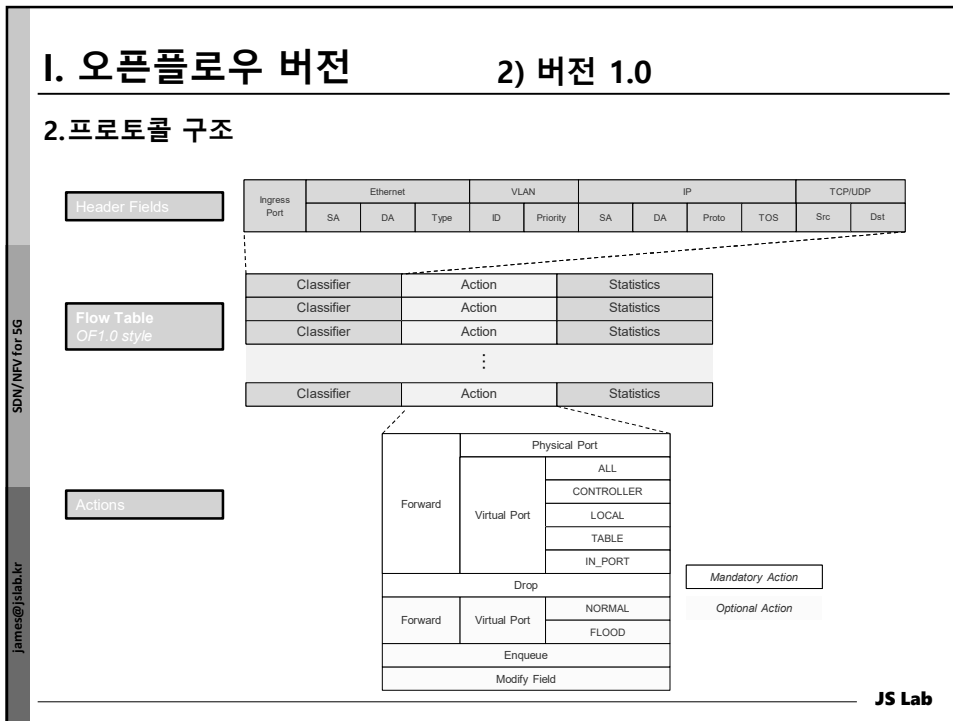 I. 오픈플로우 버전 2) 버전 1.0
2.프로토콜 구조
Header Fields
Ingress Port Ethernet VLAN IP TCP/UDP
SA DA Type ID Priority SA DA Proto TOS Src Dst
Flow Table
OF1.0 style
Classifier Action Statistics
Classifier Action Statistics
Classifier Action Statistics
⋮
Classifier Action Statistics
Actions
Forward Physical Port
Virtual Port ALL
CONTROLLER
LOCAL
TABLE
IN_PORT
Drop
Forward Virtual Port NORMAL
FLOOD
Enqueue
Modify Field
Mandatory Action
Optional Action
SDN/NFV for 5G
james@jslab.kr
JS Lab